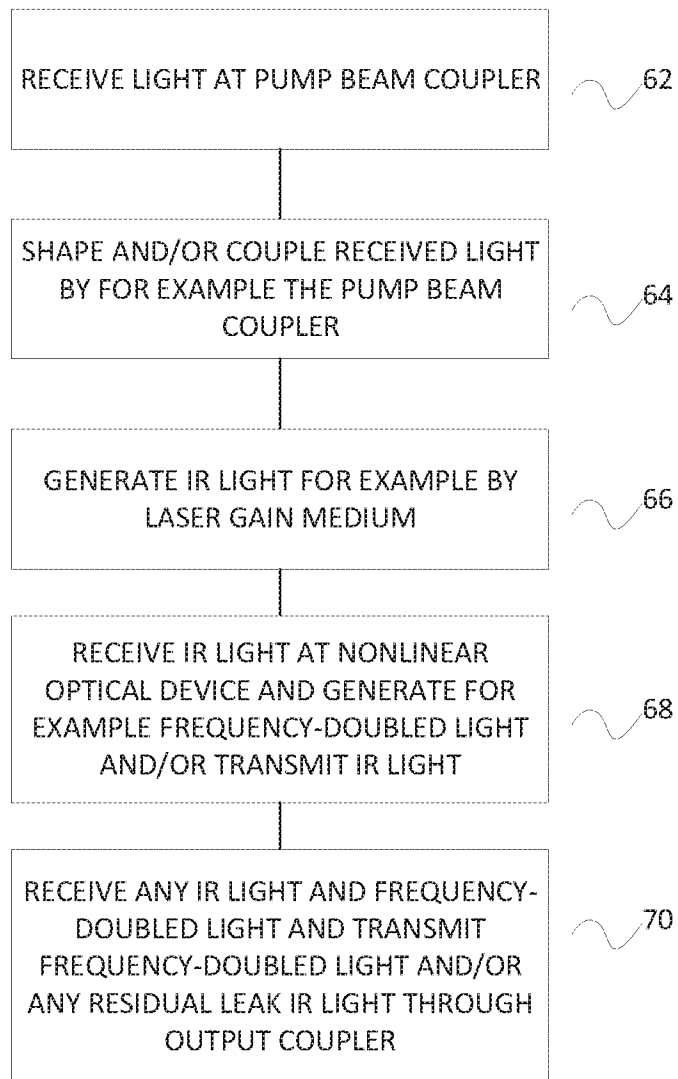 RECEIVE LIGHT AT PUMP BEAM COUPLER
62
SHAPE AND/OR COUPLE RECEIVED LIGHT
BY FOR EXAMPLE THE PUMP BEAM
COUPLER
64
GENERATE IR LIGHT FOR EXAMPLE BY
LASER GAIN MEDIUM
66
RECEIVE IR LIGHT AT NONLINEAR
OPTICAL DEVICE AND GENERATE FOR
EXAMPLE FREQUENCY-DOUBLED LIGHT
AND/OR TRANSMIT IR LIGHT
68
RECEIVE ANY IR LIGHT AND FREQUENCY-
DOUBLED LIGHT AND TRANSMIT
FREQUENCY-DOUBLED LIGHT AND/OR
ANY RESIDUAL LEAK IR LIGHT THROUGH
OUTPUT COUPLER
70